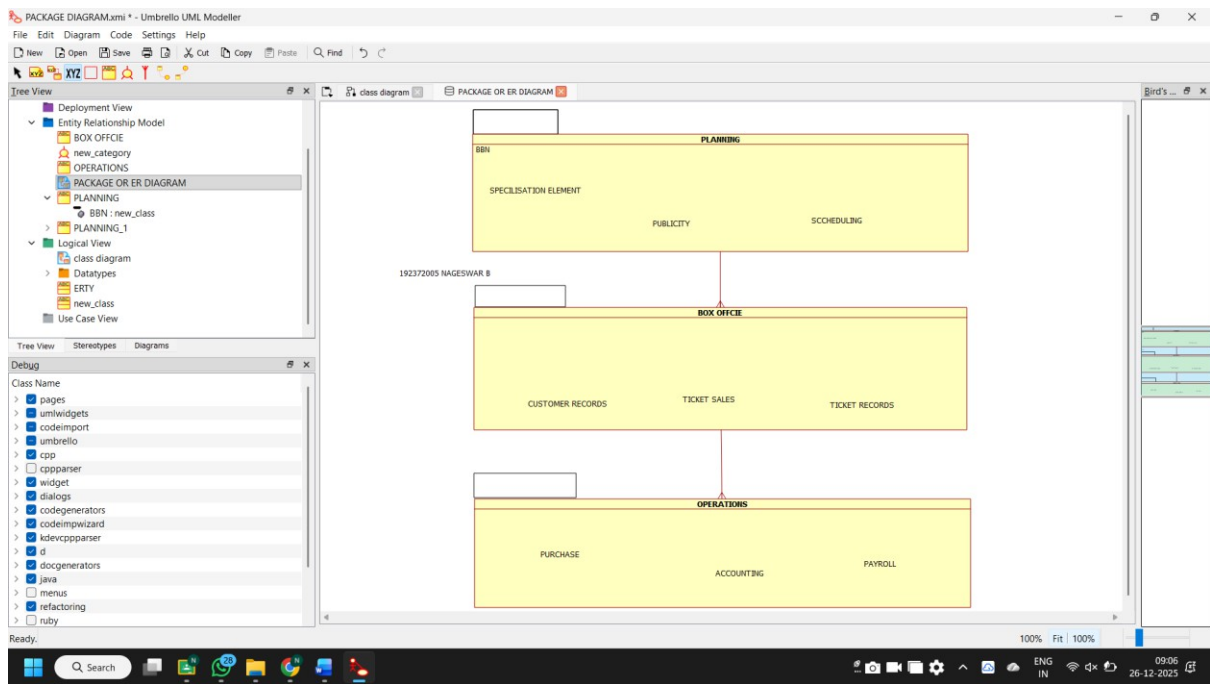 PACKAGE DIAGRAM.xmi * - Umbrello UML Modeller
File Edit Diagram Code Settings Help
New Open Save Cut Copy Paste Find
XYZ XYZ ABC
Tree View
class diagram PACKAGE OR ER DIAGRAM
Bird's ...
Deployment View
Entity Relationship Model
BOX OFFCIE
new_category
OPERATIONS
PACKAGE OR ER DIAGRAM
PLANNING
BBN : new_class
PLANNING_1
Logical View
class diagram
Datatypes
ERTY
new_class
Use Case View
Tree View Stereotypes Diagrams
Debug
Class Name
pages
umlwidgets
codeimport
umbrello
cpp
cppparser
widget
dialogs
codegenerators
codeimpwizard
kdevcppparser
d
docgenerators
java
menus
refactoring
ruby
PLANNING
BBN
SPECILISATION ELEMENT
PUBLICITY
SCCHEDULING
192372005 NAGESWAR B
BOX OFFCIE
CUSTOMER RECORDS
TICKET SALES
TICKET RECORDS
OPERATIONS
PURCHASE
ACCOUNTING
PAYROLL
Ready.
100% Fit 100%
Search
28
ENG
IN
09:06
26-12-2025